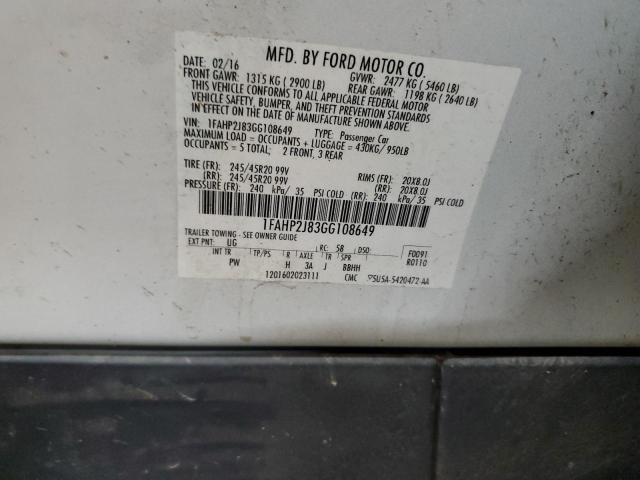 MFD. BY FORD MOTOR CO.
DATE: 02/16 GVWR: 2477 KG ( 5460 LB)
FRONT GAWR: 1315 KG ( 2900 LB) REAR GAWR: 1198 KG ( 2640 LB)
THIS VEHICLE CONFORMS TO ALL APPLICABLE FEDERAL MOTOR
VEHICLE SAFETY, BUMPER, AND THEFT PREVENTION STANDARDS
IN EFFECT ON THE DATE OF MANUFACTURE SHOWN ABOVE.
VIN: 1FAHP2J83GG108649 TYPE: Passenger Car
MAXIMUM LOAD = OCCUPANTS + LUGGAGE = 430KG/950LB
OCCUPANTS = 5 TOTAL; 2 FRONT, 3 REAR
TIRE (FR): 245/45R20 99V RIMS (FR): 20X8.0J
TIRE (RR): 245/45R20 99V (RR): 20X8.0J
PRESSURE (FR): 240 kPa/ 35 PSI COLD (RR): 240 kPa/ 35 PSI COLD
1FAHP2J83GG108649
TRAILER TOWING - SEE OWNER GUIDE F0091
EXT PNT: UG RC: 58 DSO: R0110
INT TR TP/PS R AXLE TR SPR
PW H 3A J BBHH
1201602023111 CMC 5U5A-5420472-AA